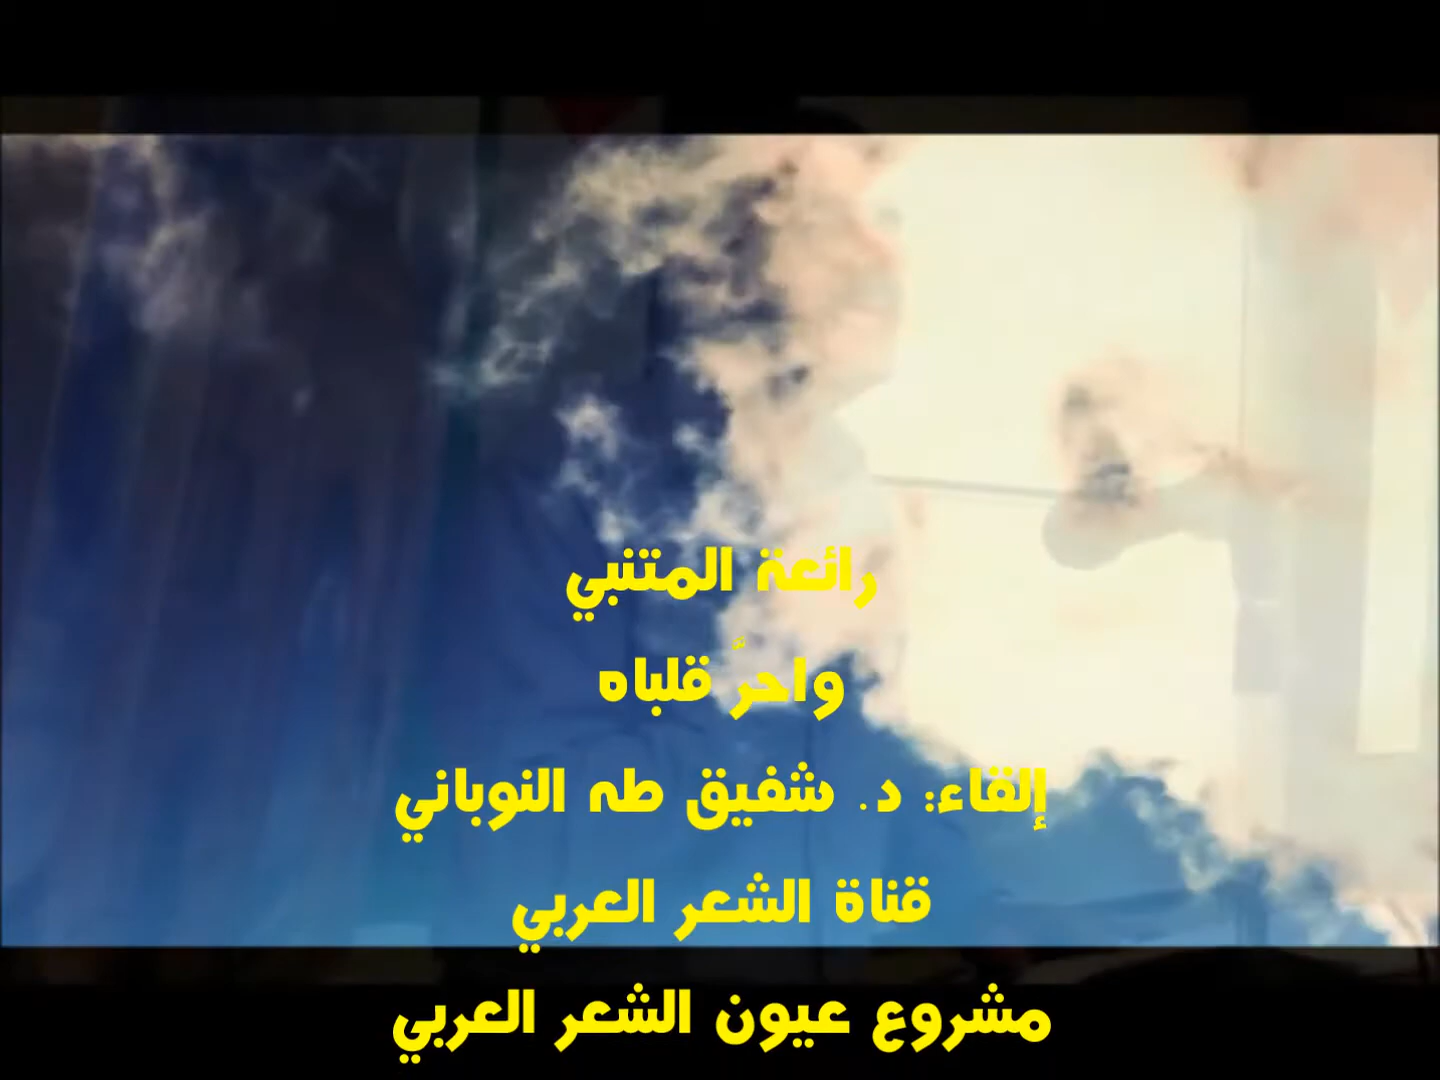 رائعة المتنبي
واحرَّ قلباه
إلقاء: د. شفيق طه النوباني
قناة الشعر العربي
مشروع عيون الشعر العربي